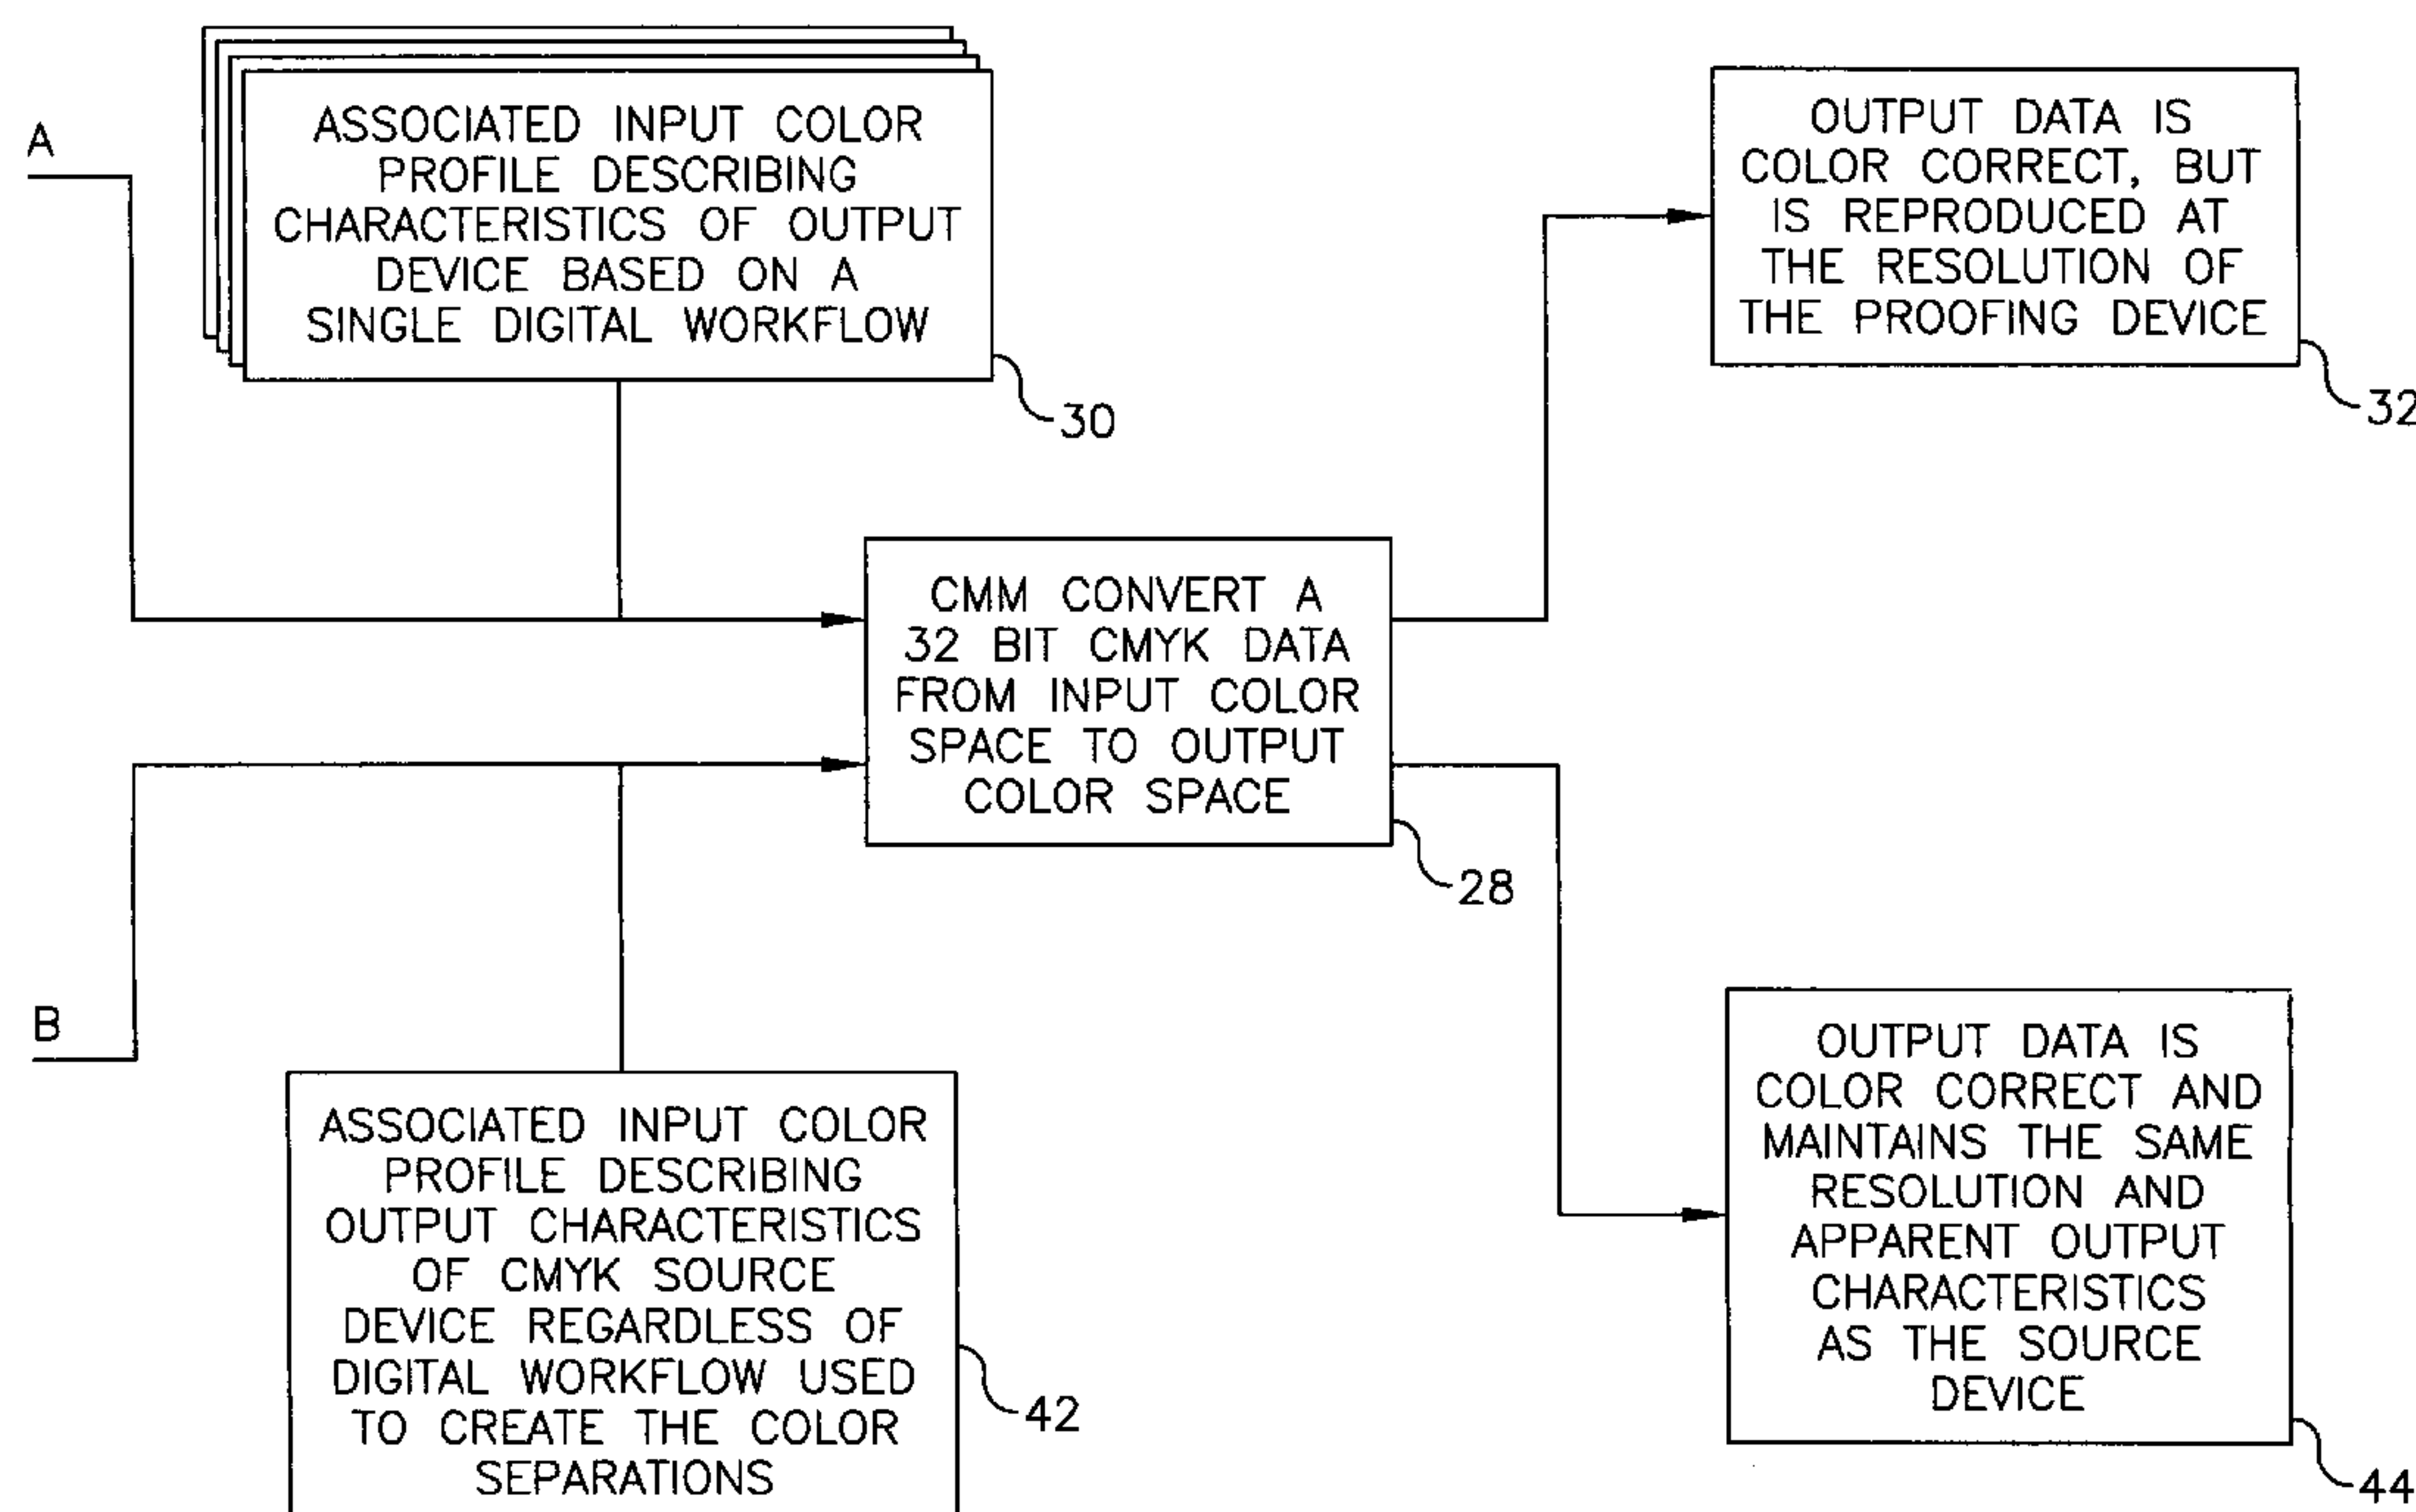 A
ASSOCIATED INPUT COLOR
PROFILE DESCRIBING
CHARACTERISTICS OF OUTPUT
DEVICE BASED ON A
SINGLE DIGITAL WORKFLOW
30
OUTPUT DATA IS
COLOR CORRECT, BUT
IS REPRODUCED AT
THE RESOLUTION OF
THE PROOFING DEVICE
32
CMM CONVERT A
32 BIT CMYK DATA
FROM INPUT COLOR
SPACE TO OUTPUT
COLOR SPACE
28
B
ASSOCIATED INPUT COLOR
PROFILE DESCRIBING
OUTPUT CHARACTERISTICS
OF CMYK SOURCE
DEVICE REGARDLESS OF
DIGITAL WORKFLOW USED
TO CREATE THE COLOR
SEPARATIONS
42
OUTPUT DATA IS
COLOR CORRECT AND
MAINTAINS THE SAME
RESOLUTION AND
APPARENT OUTPUT
CHARACTERISTICS
AS THE SOURCE
DEVICE
44